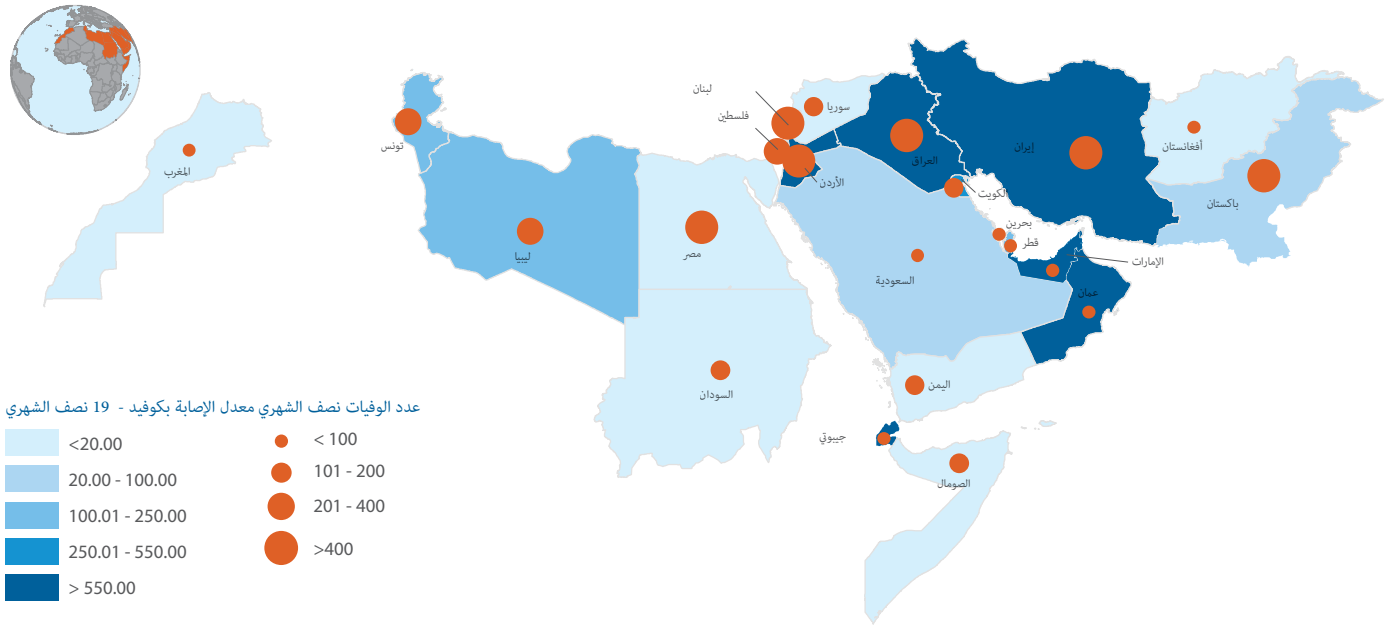 لبنان
سوريا
فلسطين
تونس
العراق
إيران
أفغانستان
المغرب
الأردن
الكويت
باكستان
بحرين
قطر
ليبيا
مصر
السعودية
الإمارات
عمان
اليمن
السودان
جيبوتي
الصومال
عدد الوفيات نصف الشهري معدل الإصابة بكوفيد - 19 نصف الشهري
<20.00
< 100
20.00 - 100.00
101 - 200
100.01 - 250.00
201 - 400
250.01 - 550.00
>400
> 550.00